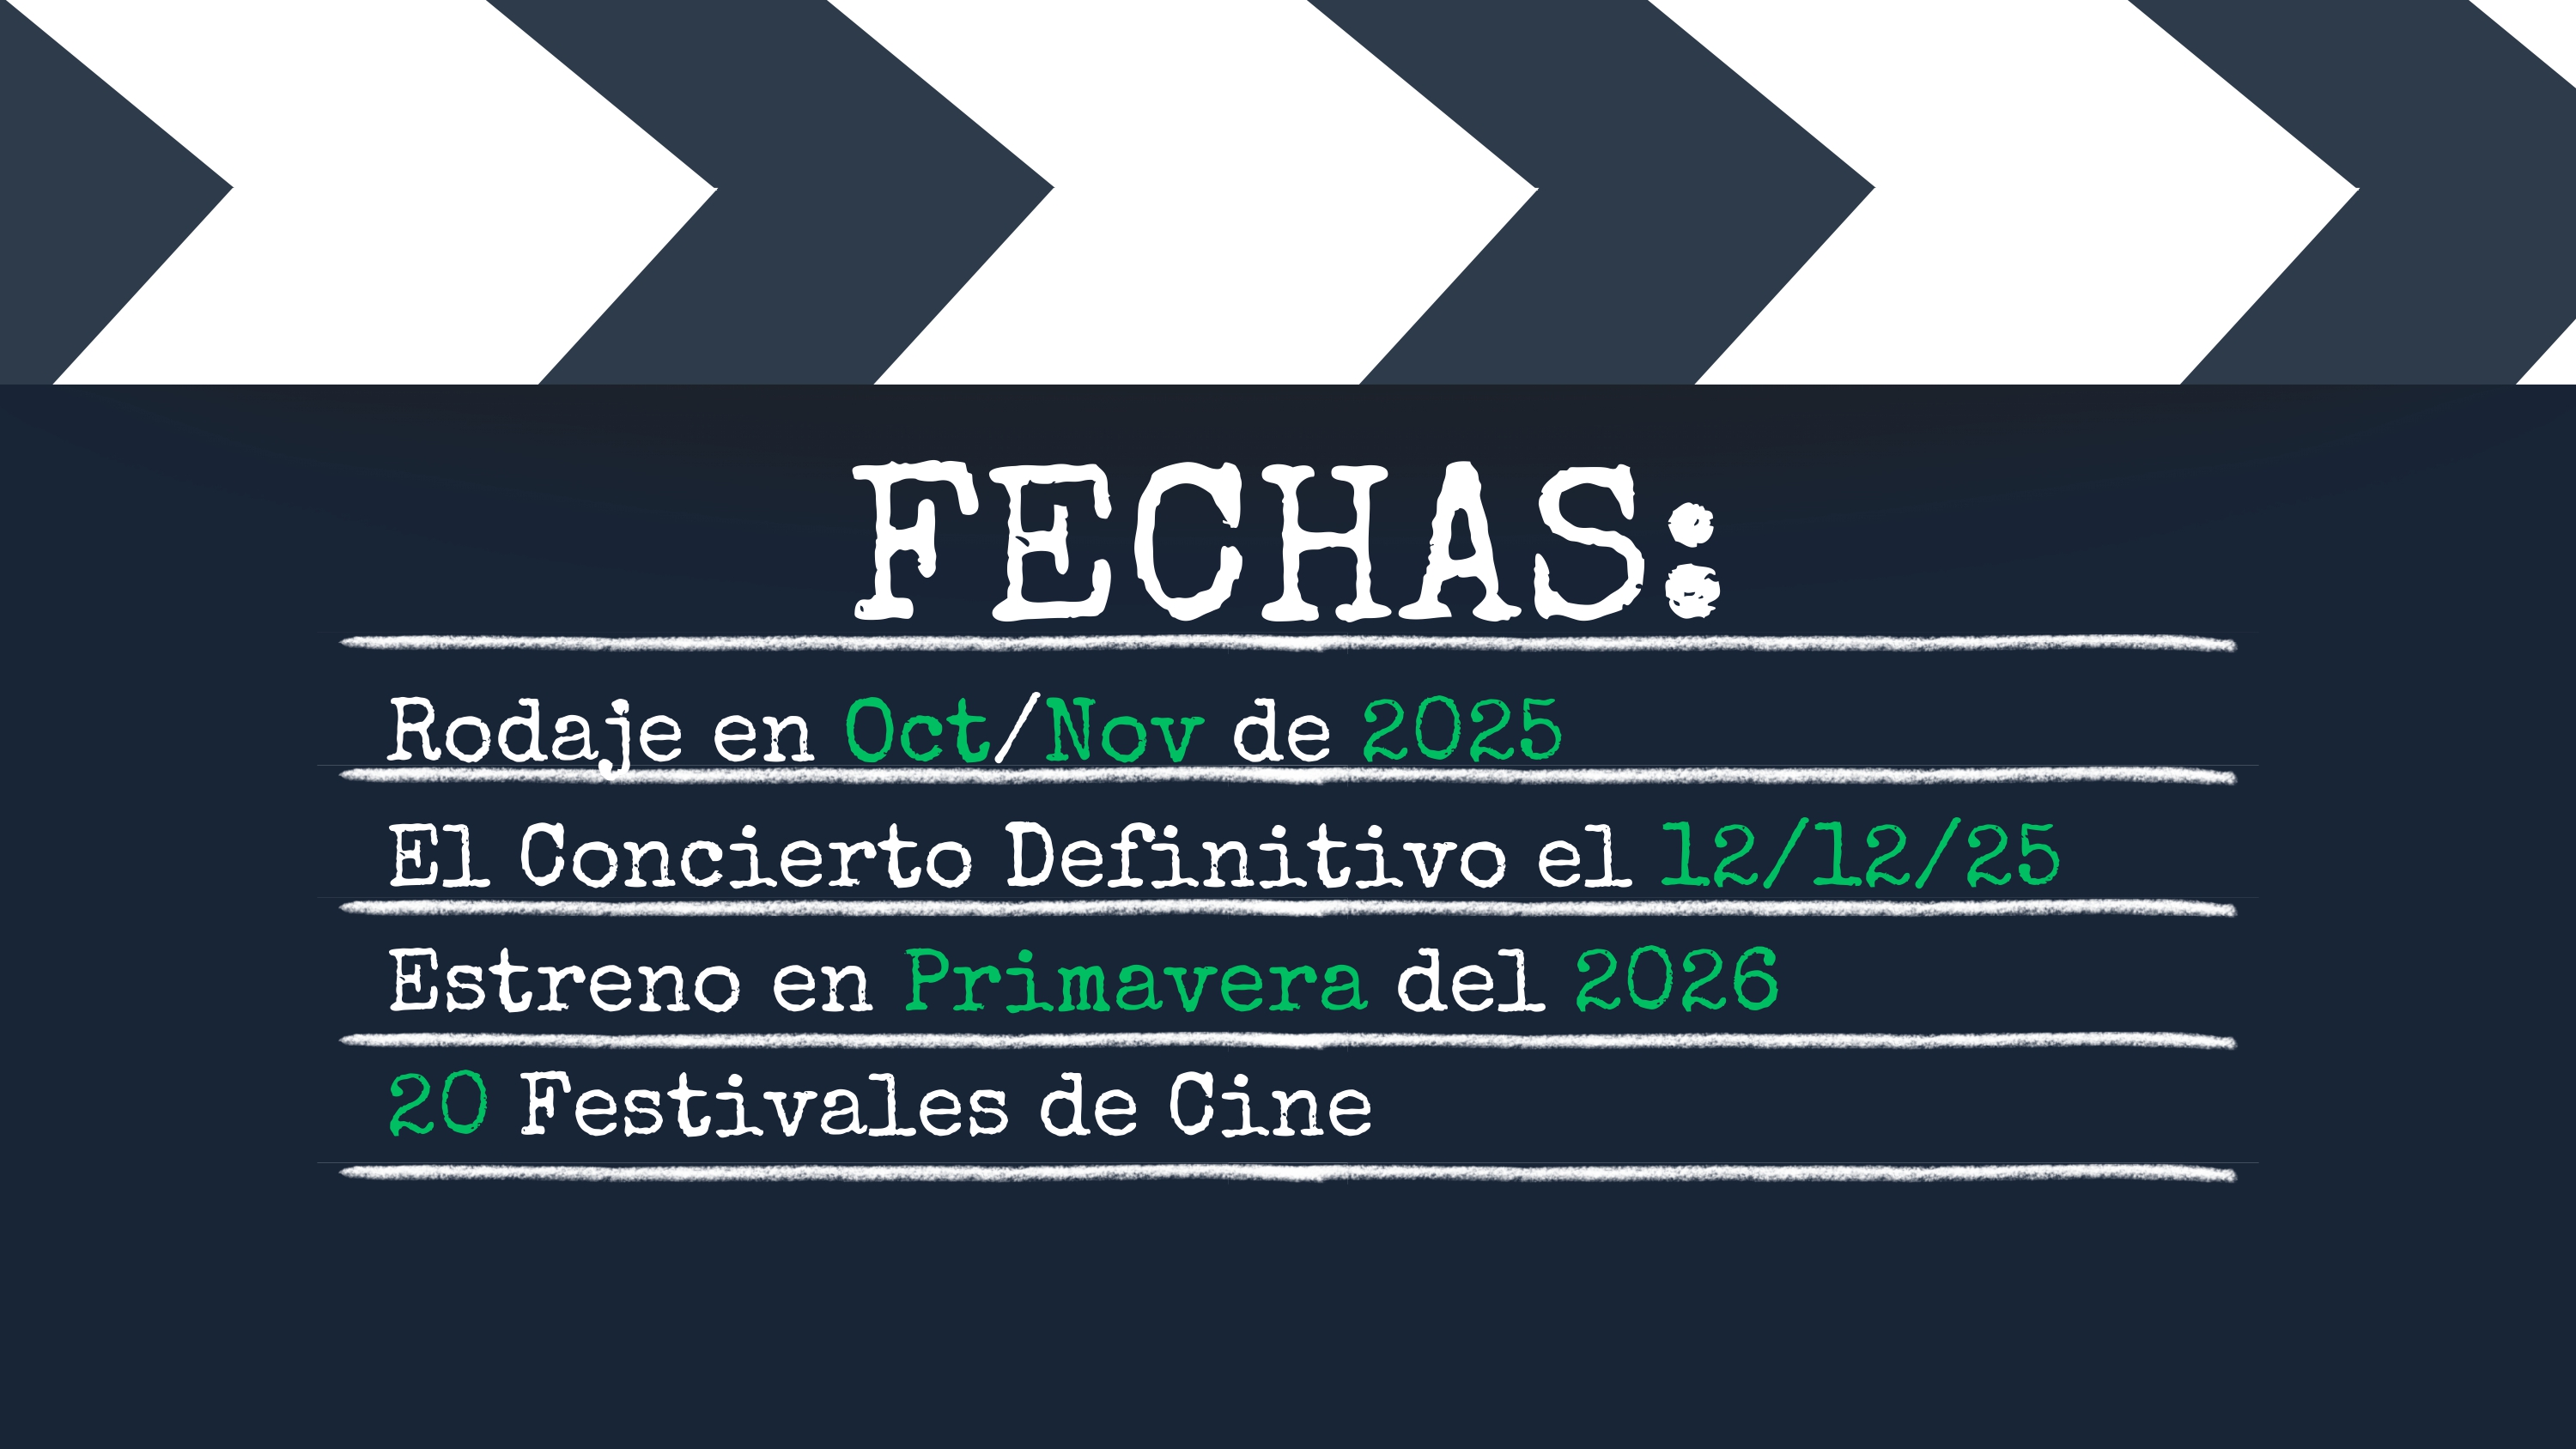 FECHAS:
Rodaje en Oct/Nov de 2025
El Concierto Definitivo el 12/12/25
Estreno en Primavera del 2026
20 Festivales de Cine